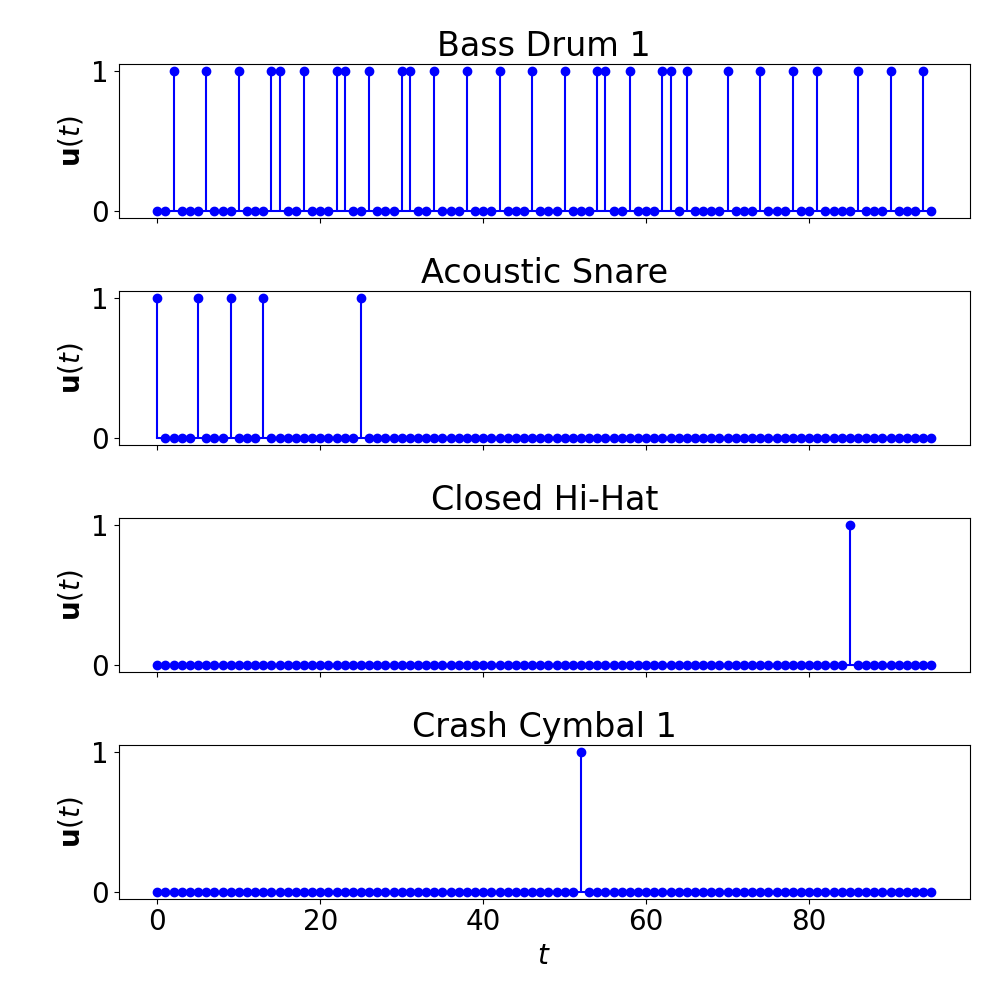 Bass Drum 1
1
u(t)
0
Acoustic Snare
1
u(t)
0
Closed Hi-Hat
1
u(t)
0
Crash Cymbal 1
1
u(t)
0
0 20 40 60 80
t